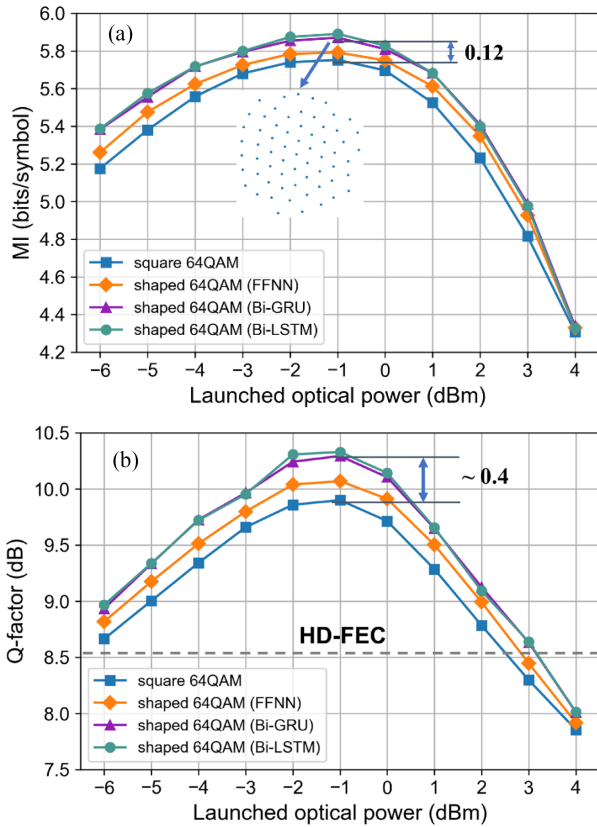 (a)
6.0
5.8
5.6
5.4
5.2
5.0
4.8
4.6
4.4
4.2
MI (bits/symbol)
0.12
square 64QAM
shaped 64QAM (FFNN)
shaped 64QAM (Bi-GRU)
shaped 64QAM (Bi-LSTM)
−6 −5 −4 −3 −2 −1 0 1 2 3 4
Launched optical power (dBm)
(b)
10.5
10.0
9.5
9.0
8.5
8.0
7.5
Q-factor (dB)
~ 0.4
HD-FEC
square 64QAM
shaped 64QAM (FFNN)
shaped 64QAM (Bi-GRU)
shaped 64QAM (Bi-LSTM)
−6 −5 −4 −3 −2 −1 0 1 2 3 4
Launched optical power (dBm)